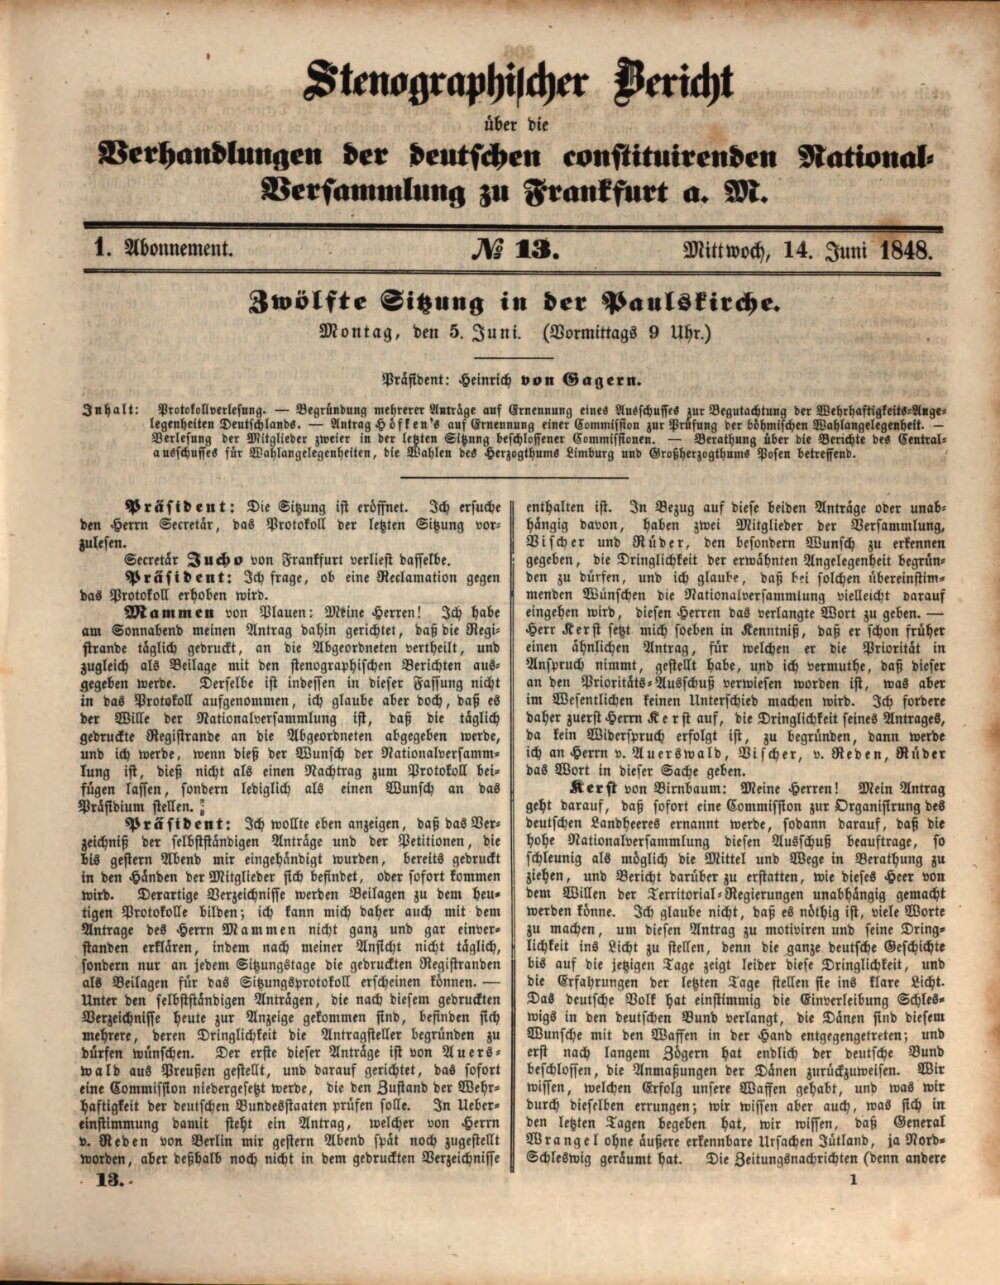 Stenographischer Bericht
über die
Verhandlungen der deutschen constituirenden National-
Versammlung zu Frankfurt a. M.
1. Abonnement. № 13. Mittwoch, 14. Juni 1848.
Zwölfte Sitzung in der Paulskirche.
Montag, den 5. Juni. (Vormittags 9 Uhr.)
Präsident: Heinrich von Gagern.
Inhalt: Protokollverlesung. — Begründung mehrerer Anträge auf Ernennung eines Ausschusses zur Begutachtung der Wehrhaftigkeits-Ange-
legenheiten Deutschlands. — Antrag Höfken's auf Ernennung einer Commission zur Prüfung der böhmischen Wahlangelegenheit. —
Verlesung der Mitglieder zweier in der letzten Sitzung beschlossener Commissionen. — Berathung über die Berichte des Central-
ausschusses für Wahlangelegenheiten, die Wahlen des Herzogthums Limburg und Großherzogthums Posen betreffend.
Präsident: Die Sitzung ist eröffnet. Ich ersuche
den Herrn Secretär, das Protokoll der letzten Sitzung vor-
zulesen.
Secretär Jucho von Frankfurt verliest dasselbe.
Präsident: Ich frage, ob eine Reclamation gegen
das Protokoll erhoben wird.
Mammen von Plauen: Meine Herren! Ich habe
am Sonnabend meinen Antrag dahin gerichtet, daß die Regi-
strande täglich gedruckt, an die Abgeordneten vertheilt, und
zugleich als Beilage mit den stenographischen Berichten aus-
gegeben werde. Derselbe ist indessen in dieser Fassung nicht
in das Protokoll aufgenommen, ich glaube aber doch, daß es
der Wille der Nationalversammlung ist, daß die täglich
gedruckte Registrande an die Abgeordneten abgegeben werde,
und ich werde, wenn dieß der Wunsch der Nationalversamm-
lung ist, dieß nicht als einen Nachtrag zum Protokoll bei-
fügen lassen, sondern lediglich als einen Wunsch an das
Präsidium stellen.
Präsident: Ich wollte eben anzeigen, daß das Ver-
zeichniß der selbstständigen Anträge und der Petitionen, die
bis gestern Abend mir eingehändigt wurden, bereits gedruckt
in den Händen der Mitglieder sich befindet, oder sofort kommen
wird. Derartige Verzeichnisse werden Beilagen zu dem heu-
tigen Protokolle bilden; ich kann mich daher auch mit dem
Antrage des Herrn Mammen nicht ganz und gar einver-
standen erklären, indem nach meiner Ansicht nicht täglich,
sondern nur an jedem Sitzungstage die gedruckten Registranden
als Beilagen für das Sitzungsprotokoll erscheinen können. —
Unter den selbstständigen Anträgen, die nach diesem gedruckten
Verzeichnisse heute zur Anzeige gekommen sind, befinden sich
mehrere, deren Dringlichkeit die Antragsteller begründen zu
dürfen wünschen. Der erste dieser Anträge ist von Auers-
wald aus Preußen gestellt, und darauf gerichtet, das sofort
eine Commission niedergesetzt werde, die den Zustand der Wehr-
haftigkeit der deutschen Bundesstaaten prüfen solle. In Ueber-
einstimmung damit steht ein Antrag, welcher von Herrn
v. Reden von Berlin mir gestern Abend spät noch zugestellt
worden, aber deßhalb noch nicht in dem gedruckten Verzeichnisse
enthalten ist. In Bezug auf diese beiden Anträge oder unab-
hängig davon, haben zwei Mitglieder der Versammlung,
Vischer und Rüder, den besondern Wunsch zu erkennen
gegeben, die Dringlichkeit der erwähnten Angelegenheit begrün-
den zu dürfen, und ich glaube, daß bei solchen übereinstim-
menden Wünschen die Nationalversammlung vielleicht darauf
eingehen wird, diesen Herren das verlangte Wort zu geben. —
Herr Kerst setzt mich soeben in Kenntniß, daß er schon früher
einen ähnlichen Antrag, für welchen er die Priorität in
Anspruch nimmt, gestellt habe, und ich vermuthe, daß dieser
an den Prioritäts-Ausschuß verwiesen worden ist, was aber
im Wesentlichen keinen Unterschied machen wird. Ich fordere
daher zuerst Herrn Kerst auf, die Dringlichkeit seines Antrages,
da kein Widerspruch erfolgt ist, zu begründen, dann werde
ich an Herrn v. Auerswald, Vischer, v. Reden, Rüder
das Wort in dieser Sache geben.
Kerst von Birnbaum: Meine Herren! Mein Antrag
geht darauf, daß sofort eine Commission zur Organisirung des
deutschen Landheeres ernannt werde, sodann darauf, daß die
hohe Nationalversammlung diesen Ausschuß beauftrage, so
schleunig als möglich die Mittel und Wege in Berathung zu
ziehen, und Bericht darüber zu erstatten, wie dieses Heer von
dem Willen der Territorial-Regierungen unabhängig gemacht
werden könne. Ich glaube nicht, daß es nöthig ist, viele Worte
zu machen, um diesen Antrag zu motiviren und seine Dring-
lichkeit ins Licht zu stellen, denn die ganze deutsche Geschichte
bis auf die jetzigen Tage zeigt leider diese Dringlichkeit, und
die Erfahrungen der letzten Tage stellen sie ins klare Licht.
Das deutsche Volk hat einstimmig die Einverleibung Schles-
wigs in den deutschen Bund verlangt, die Dänen sind diesem
Wunsche mit den Waffen in der Hand entgegengetreten; und
erst nach langem Zögern hat endlich der deutsche Bund
beschlossen, die Anmaßungen der Dänen zurückzuweisen. Wir
wissen, welchen Erfolg unsere Waffen gehabt, und was wir
durch dieselben errungen; wir wissen aber auch, was sich in
den letzten Tagen begeben hat, wir wissen, daß General
Wrangel ohne äußere erkennbare Ursachen Jütland, ja Nord-
Schleswig geräumt hat. Die Zeitungsnachrichten (denn andere
13. 1